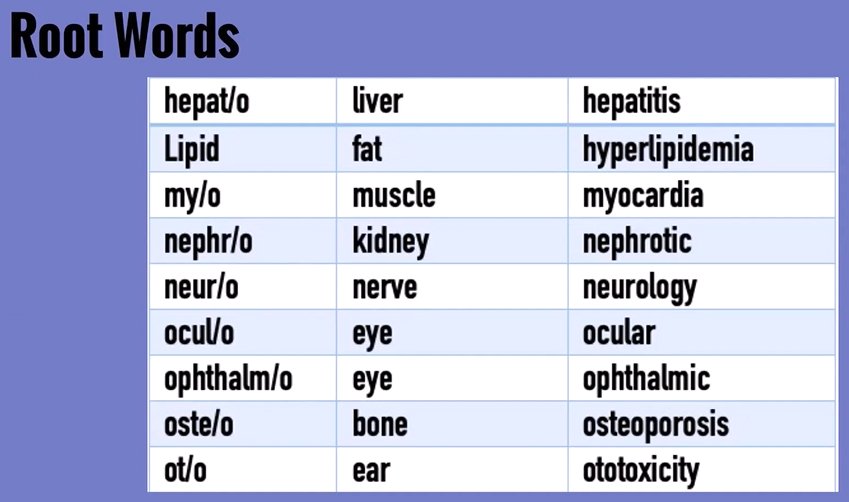 Root Words
hepat/o liver hepatitis
Lipid fat hyperlipidemia
my/o muscle myocardia
nephr/o kidney nephrotic
neur/o nerve neurology
ocul/o eye ocular
ophthalm/o eye ophthalmic
oste/o bone osteoporosis
ot/o ear ototoxicity